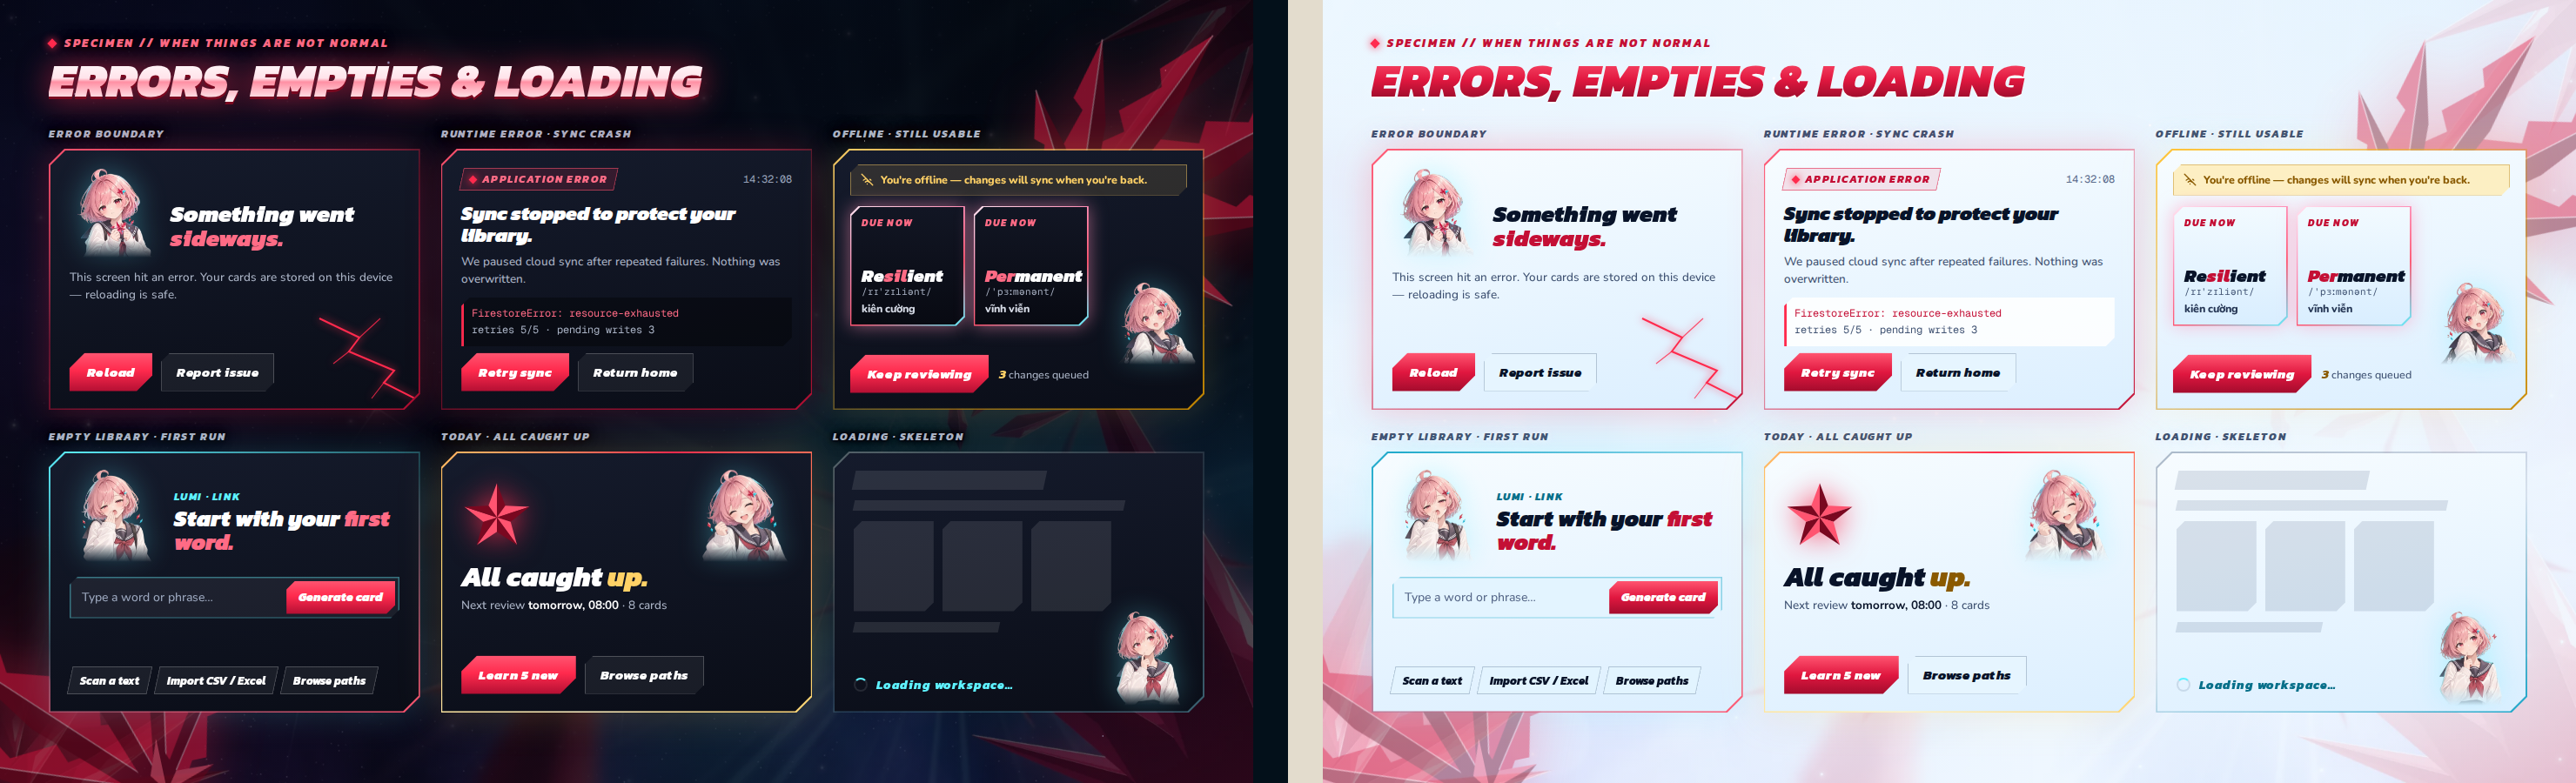 SPECIMEN // WHEN THINGS ARE NOT NORMAL
ERRORS, EMPTIES & LOADING
ERROR BOUNDARY
Something went
sideways.
This screen hit an error. Your cards are stored on this device
— reloading is safe.
Reload
Report issue
RUNTIME ERROR · SYNC CRASH
APPLICATION ERROR
14:32:08
Sync stopped to protect your
library.
We paused cloud sync after repeated failures. Nothing was
overwritten.
FirestoreError: resource-exhausted
retries 5/5 · pending writes 3
Retry sync
Return home
OFFLINE · STILL USABLE
You're offline — changes will sync when you're back.
DUE NOW
Resilient
/rɪˈzɪliənt/
kiên cường
DUE NOW
Permanent
/ˈpɜːmənənt/
vĩnh viễn
Keep reviewing
3 changes queued
EMPTY LIBRARY · FIRST RUN
LUMI · LINK
Start with your first
word.
Type a word or phrase...
Generate card
Scan a text
Import CSV / Excel
Browse paths
TODAY · ALL CAUGHT UP
All caught up.
Next review tomorrow, 08:00 · 8 cards
Learn 5 new
Browse paths
LOADING · SKELETON
Loading workspace...
SPECIMEN // WHEN THINGS ARE NOT NORMAL
ERRORS, EMPTIES & LOADING
ERROR BOUNDARY
Something went
sideways.
This screen hit an error. Your cards are stored on this device
— reloading is safe.
Reload
Report issue
RUNTIME ERROR · SYNC CRASH
APPLICATION ERROR
14:32:08
Sync stopped to protect your
library.
We paused cloud sync after repeated failures. Nothing was
overwritten.
FirestoreError: resource-exhausted
retries 5/5 · pending writes 3
Retry sync
Return home
OFFLINE · STILL USABLE
You're offline — changes will sync when you're back.
DUE NOW
Resilient
/rɪˈzɪliənt/
kiên cường
DUE NOW
Permanent
/ˈpɜːmənənt/
vĩnh viễn
Keep reviewing
3 changes queued
EMPTY LIBRARY · FIRST RUN
LUMI · LINK
Start with your first
word.
Type a word or phrase...
Generate card
Scan a text
Import CSV / Excel
Browse paths
TODAY · ALL CAUGHT UP
All caught up.
Next review tomorrow, 08:00 · 8 cards
Learn 5 new
Browse paths
LOADING · SKELETON
Loading workspace...